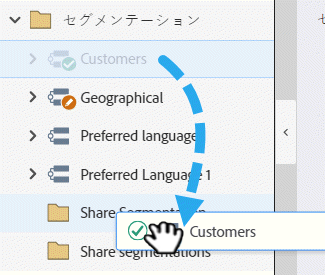 セグメンテーション
Customers
Geographical
Preferred language
Preferred Language 1
Share Segmentation
Customers
Share segmentations